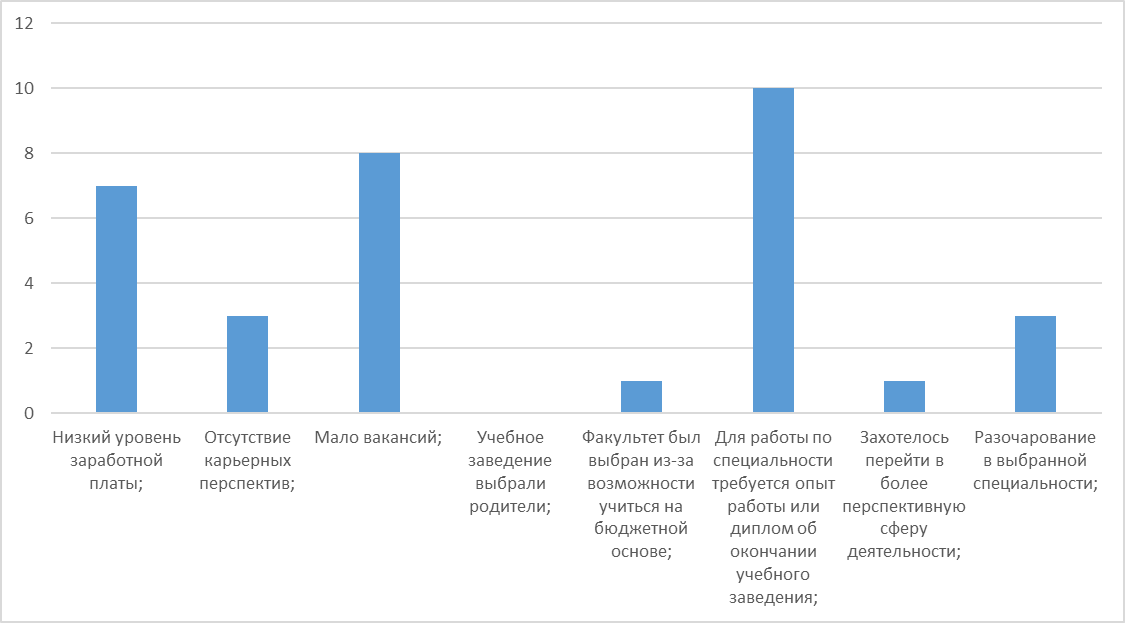 12
10
8
6
4
2
0
Низкий уровень
заработной
платы;
Отсутствие
карьерных
перспектив;
Мало вакансий;
Учебное
заведение
выбрали
родители;
Факультет был
выбран из-за
возможности
учиться на
бюджетной
основе;
Для работы по
специальности
требуется опыт
работы или
диплом об
окончании
учебного
заведения;
Захотелось
перейти в
более
перспективную
сферу
деятельности;
Разочарование
в выбранной
специальности;